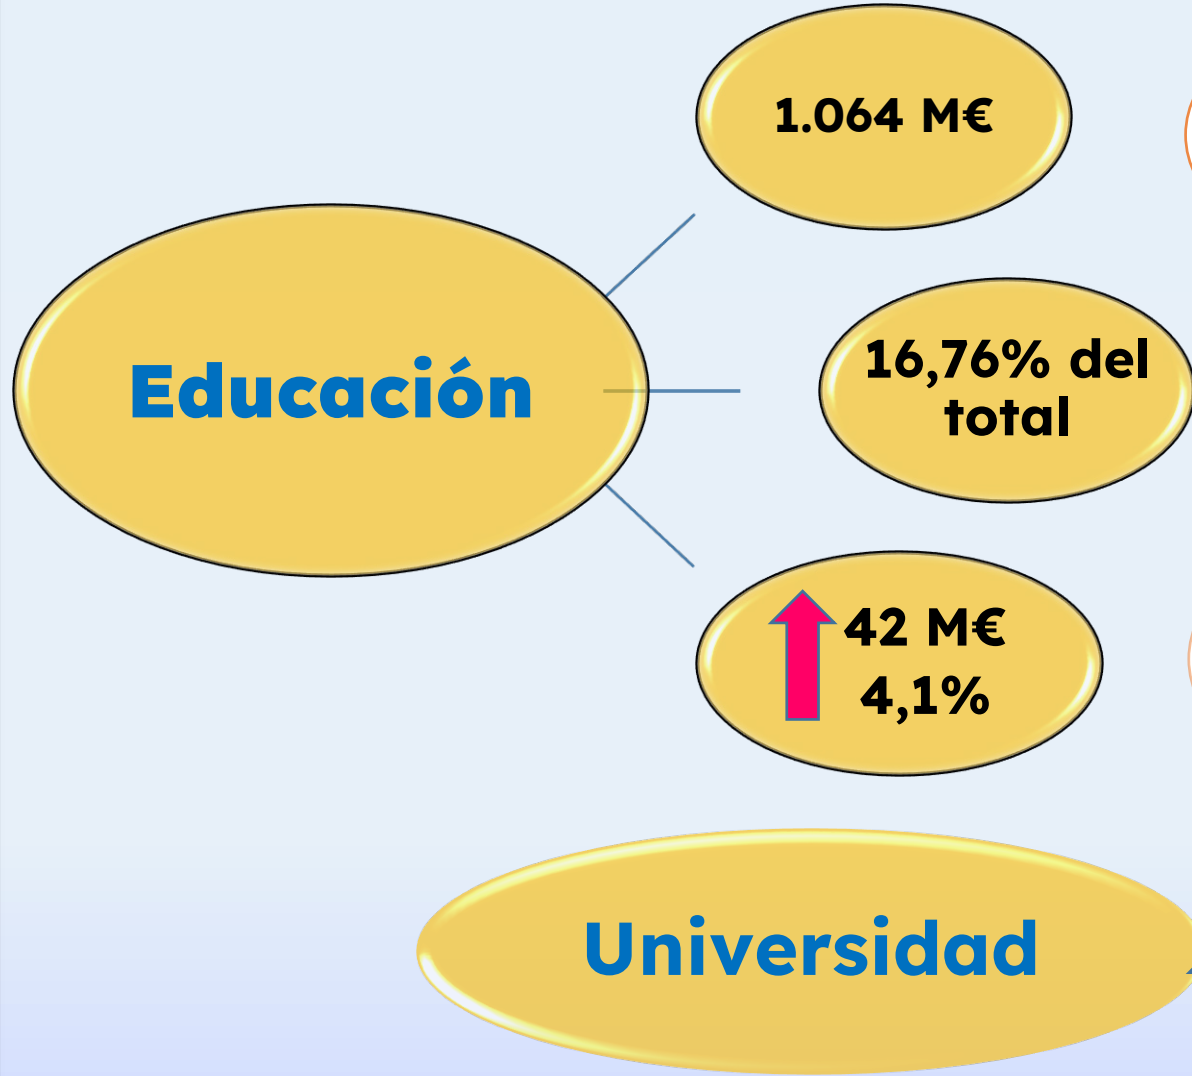 1.064 M€
Educación
16,76% del
total
42 M€
4,1%
Universidad